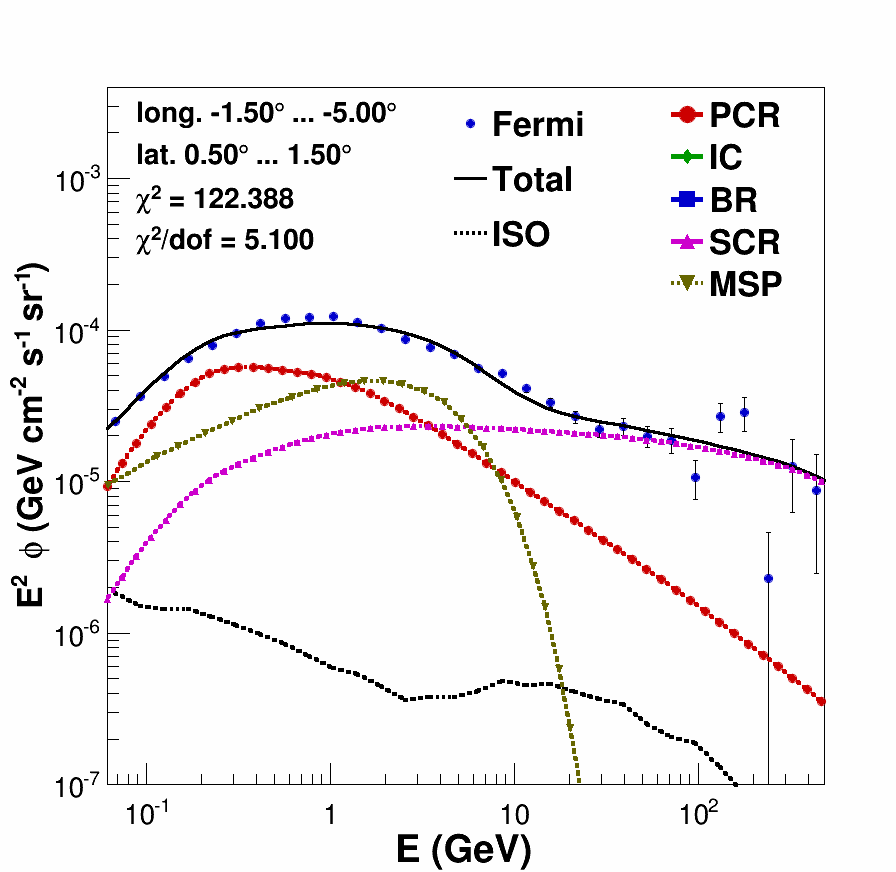 long. -1.50° ... -5.00°
lat. 0.50° ... 1.50°
χ² = 122.388
χ²/dof = 5.100
Fermi
Total
ISO
PCR
IC
BR
SCR
MSP
E² ϕ (GeV cm⁻² s⁻¹ sr⁻¹)
10⁻³
10⁻⁴
10⁻⁵
10⁻⁶
10⁻⁷
10⁻¹ 1 10 10²
E (GeV)